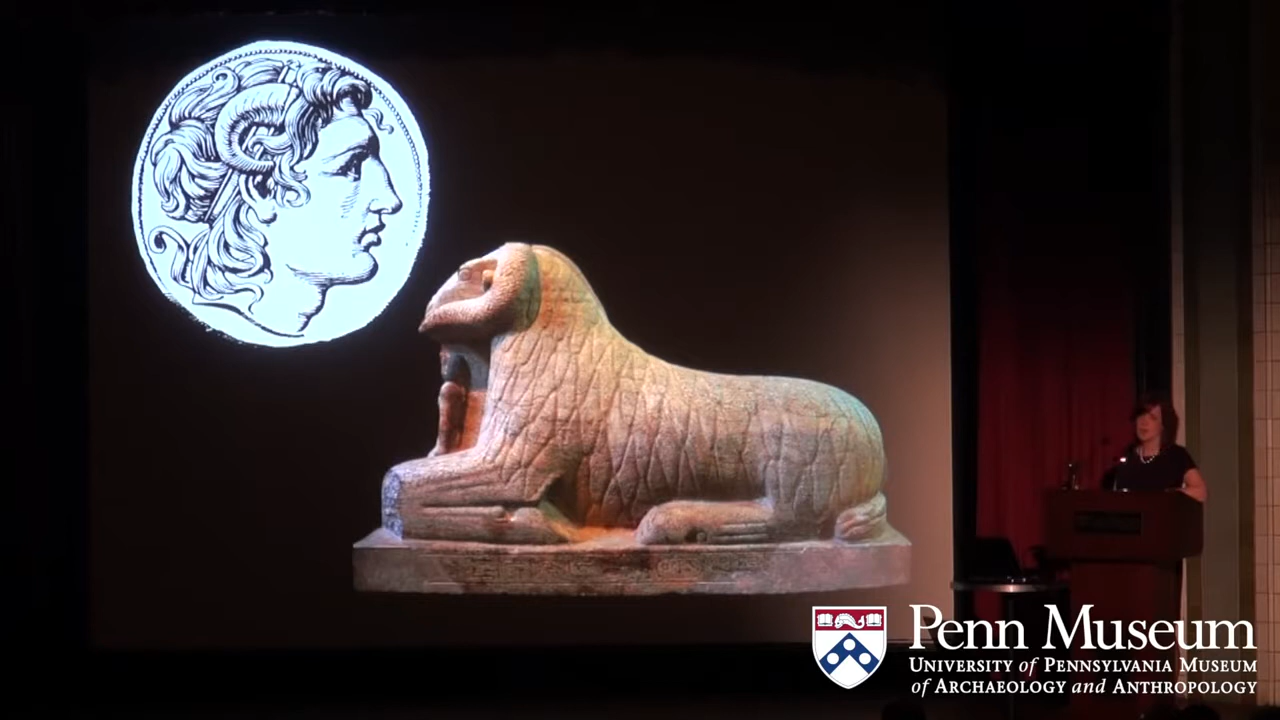 Penn Museum
UNIVERSITY of PENNSYLVANIA MUSEUM
of ARCHAEOLOGY and ANTHROPOLOGY